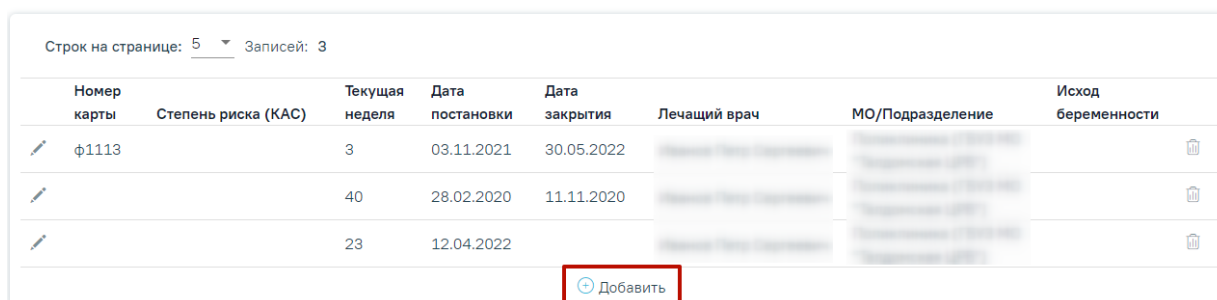 Строк на странице: 5 Записей: 3
Номер карты Степень риска (КАС) Текущая неделя Дата постановки Дата закрытия Лечащий врач МО/Подразделение Исход беременности
ф1113 3 03.11.2021 30.05.2022
40 28.02.2020 11.11.2020
23 12.04.2022
Добавить